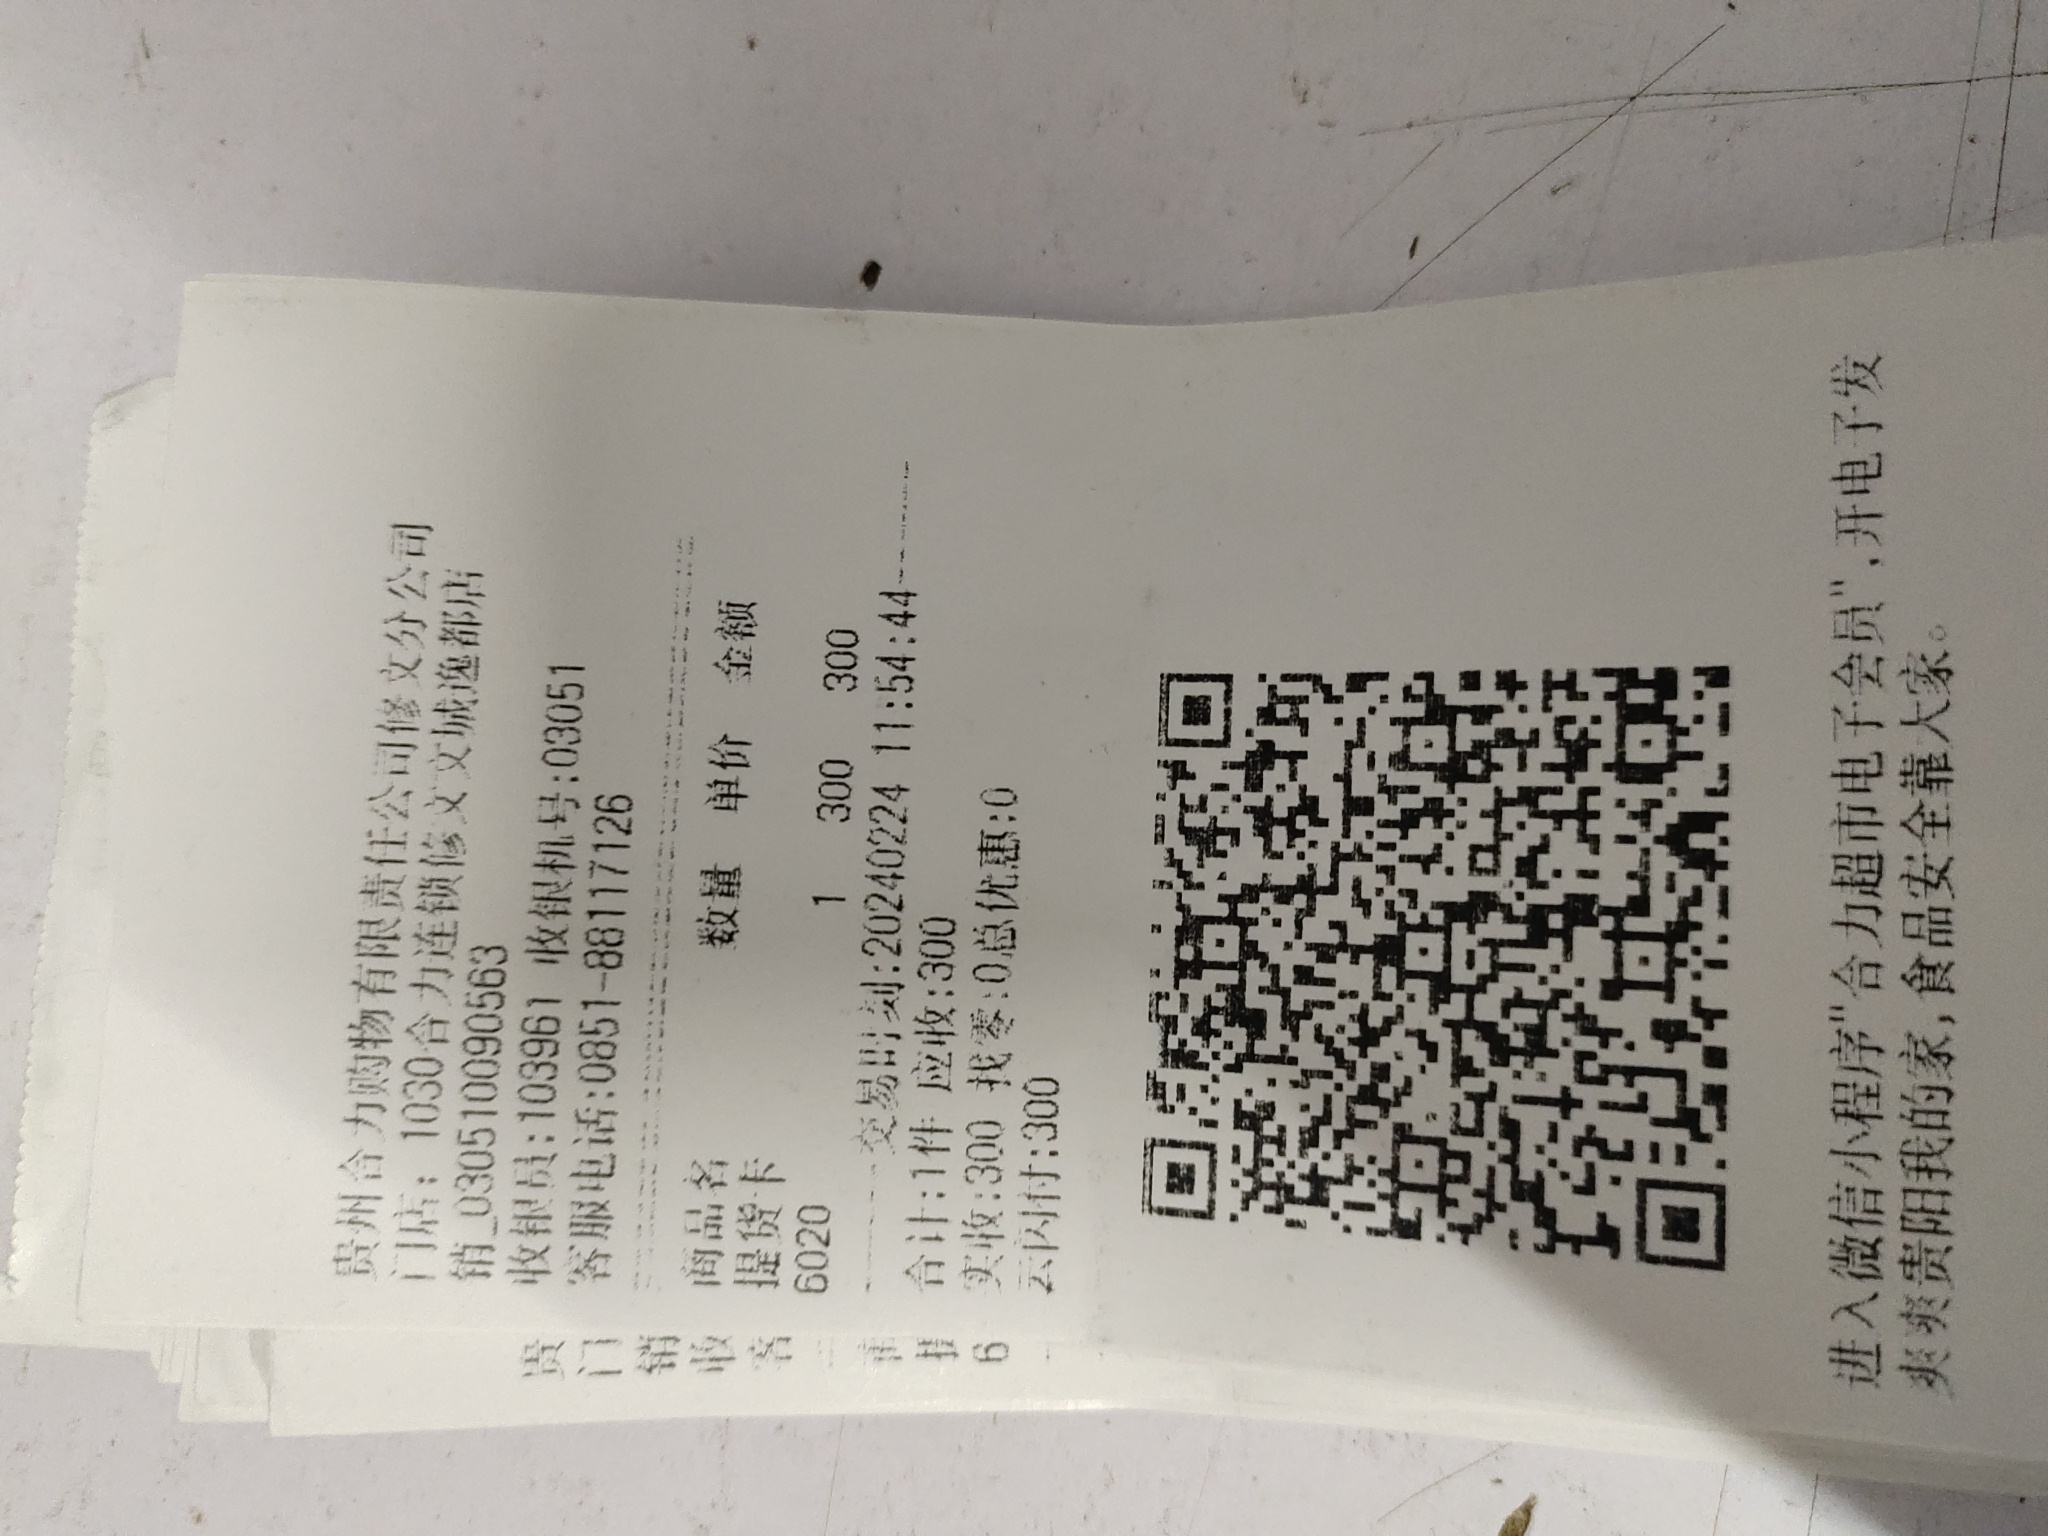 贵州合力购物有限责任公司修文分公司
门店: 1030合力连锁修文文城逸都店
销_030510090563
收银员:103961 收银机号:03051
客服电话:0851-88117126
商品名 数量 单价 金额
提货卡
6020 1 300 300
交易时刻:20240224 11:54:44
合计:1件 应收:300
实收:300 找零:0总优惠:0
云闪付:300
进入微信小程序"合力超市电子会员",开电子发
爽爽贵阳我的家,食品安全靠大家。
贵
门
销
收
客
6